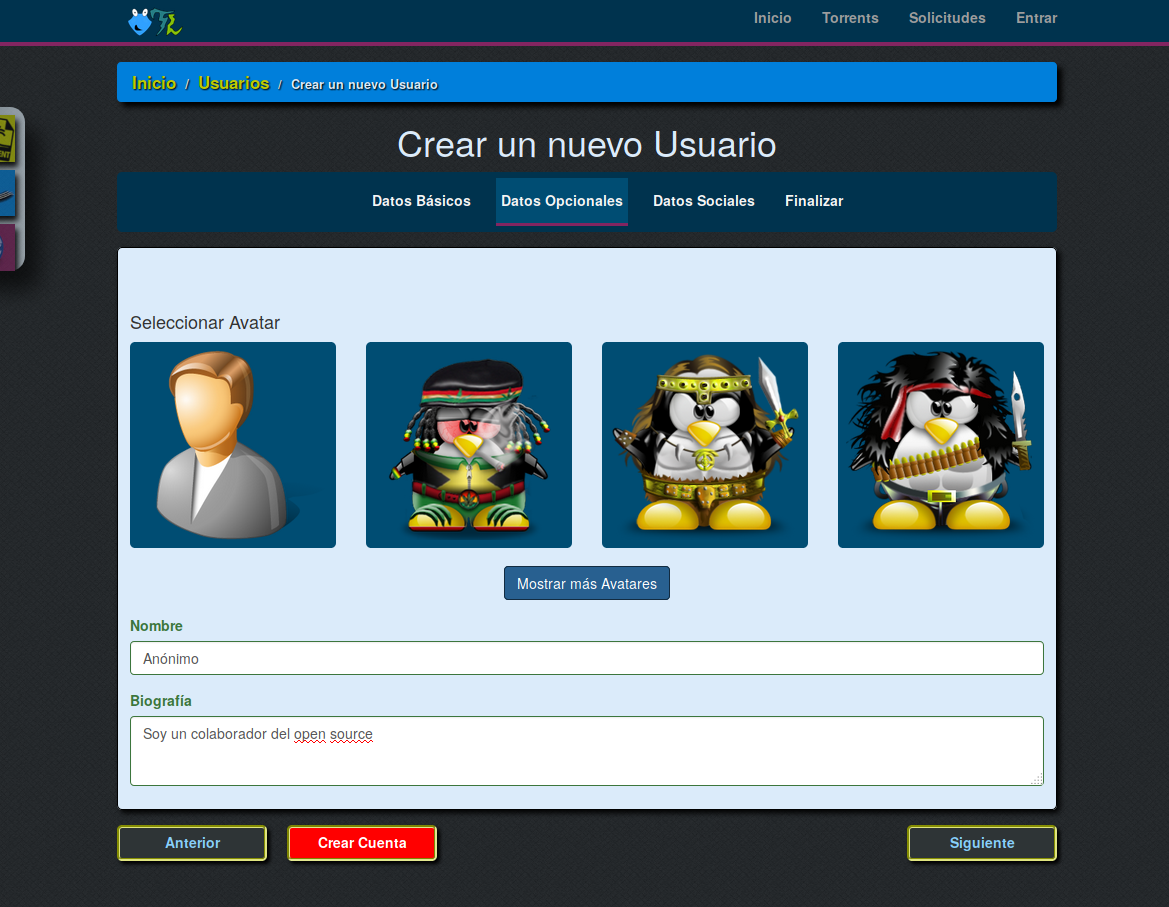 Inicio Torrents Solicitudes Entrar
Inicio / Usuarios / Crear un nuevo Usuario
Crear un nuevo Usuario
Datos Básicos Datos Opcionales Datos Sociales Finalizar
Seleccionar Avatar
Mostrar más Avatares
Nombre
Anónimo
Biografía
Soy un colaborador del open source
Anterior Crear Cuenta Siguiente